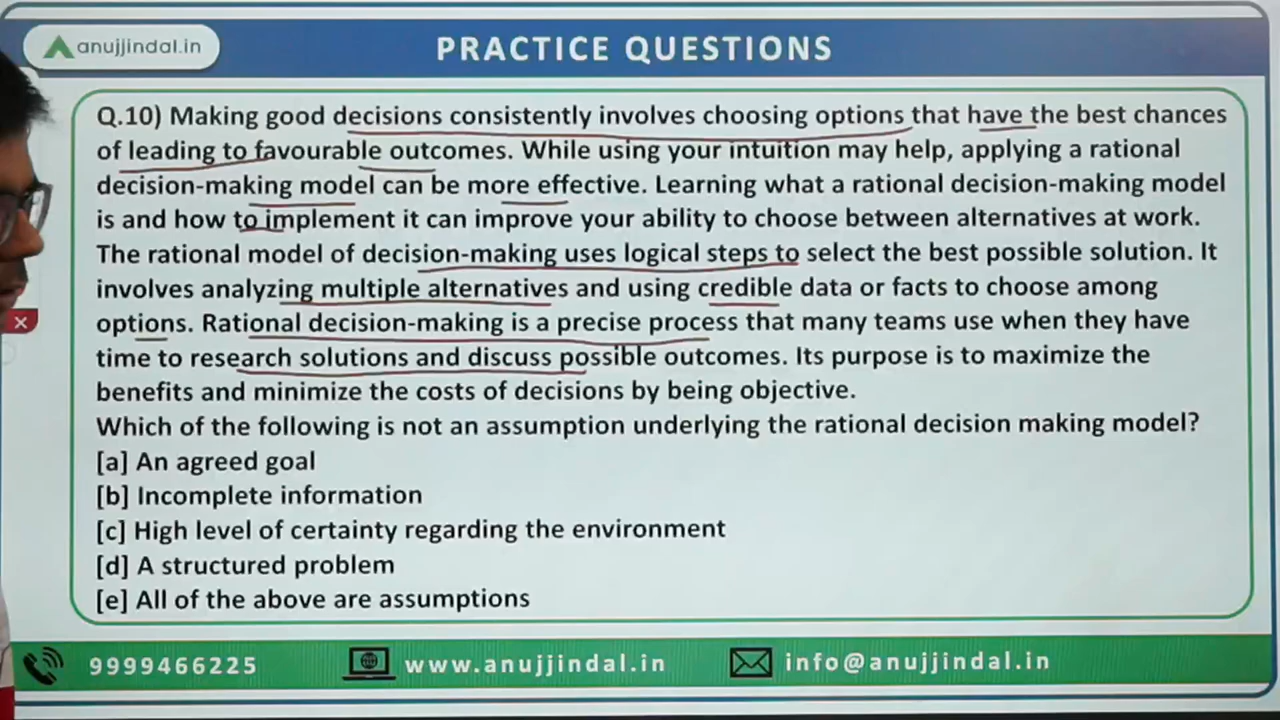 anujjindal.in
PRACTICE QUESTIONS
Q.10) Making good decisions consistently involves choosing options that have the best chances
of leading to favourable outcomes. While using your intuition may help, applying a rational
decision-making model can be more effective. Learning what a rational decision-making model
is and how to implement it can improve your ability to choose between alternatives at work.
The rational model of decision-making uses logical steps to select the best possible solution. It
involves analyzing multiple alternatives and using credible data or facts to choose among
options. Rational decision-making is a precise process that many teams use when they have
time to research solutions and discuss possible outcomes. Its purpose is to maximize the
benefits and minimize the costs of decisions by being objective.
Which of the following is not an assumption underlying the rational decision making model?
[a] An agreed goal
[b] Incomplete information
[c] High level of certainty regarding the environment
[d] A structured problem
[e] All of the above are assumptions
9999466225 www.anujjindal.in info@anujjindal.in